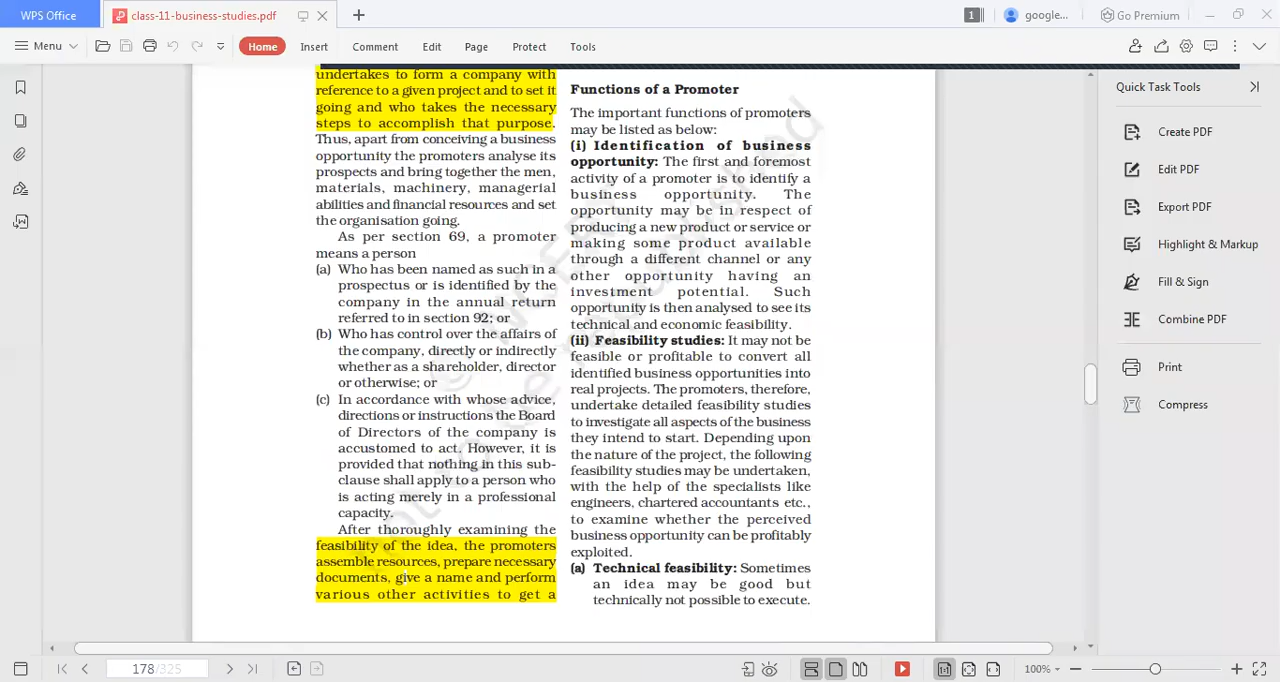 WPS Office
class-11-business-studies.pdf
1
google...
Go Premium
Menu
Home
Insert
Comment
Edit
Page
Protect
Tools
undertakes to form a company with
reference to a given project and to set it
going and who takes the necessary
steps to accomplish that purpose.
Thus, apart from conceiving a business
opportunity the promoters analyse its
prospects and bring together the men,
materials, machinery, managerial
abilities and financial resources and set
the organisation going.
As per section 69, a promoter
means a person
(a) Who has been named as such in a
prospectus or is identified by the
company in the annual return
referred to in section 92; or
(b) Who has control over the affairs of
the company, directly or indirectly
whether as a shareholder, director
or otherwise; or
(c) In accordance with whose advice,
directions or instructions the Board
of Directors of the company is
accustomed to act. However, it is
provided that nothing in this sub-
clause shall apply to a person who
is acting merely in a professional
capacity.
After thoroughly examining the
feasibility of the idea, the promoters
assemble resources, prepare necessary
documents, give a name and perform
various other activities to get a
Functions of a Promoter
The important functions of promoters
may be listed as below:
(i) Identification of business
opportunity: The first and foremost
activity of a promoter is to identify a
business opportunity. The
opportunity may be in respect of
producing a new product or service or
making some product available
through a different channel or any
other opportunity having an
investment potential. Such
opportunity is then analysed to see its
technical and economic feasibility.
(ii) Feasibility studies: It may not be
feasible or profitable to convert all
identified business opportunities into
real projects. The promoters, therefore,
undertake detailed feasibility studies
to investigate all aspects of the business
they intend to start. Depending upon
the nature of the project, the following
feasibility studies may be undertaken,
with the help of the specialists like
engineers, chartered accountants etc.,
to examine whether the perceived
business opportunity can be profitably
exploited.
(a) Technical feasibility: Sometimes
an idea may be good but
technically not possible to execute.
Quick Task Tools
Create PDF
Edit PDF
Export PDF
Highlight & Markup
Fill & Sign
Combine PDF
Print
Compress
178/325
100%